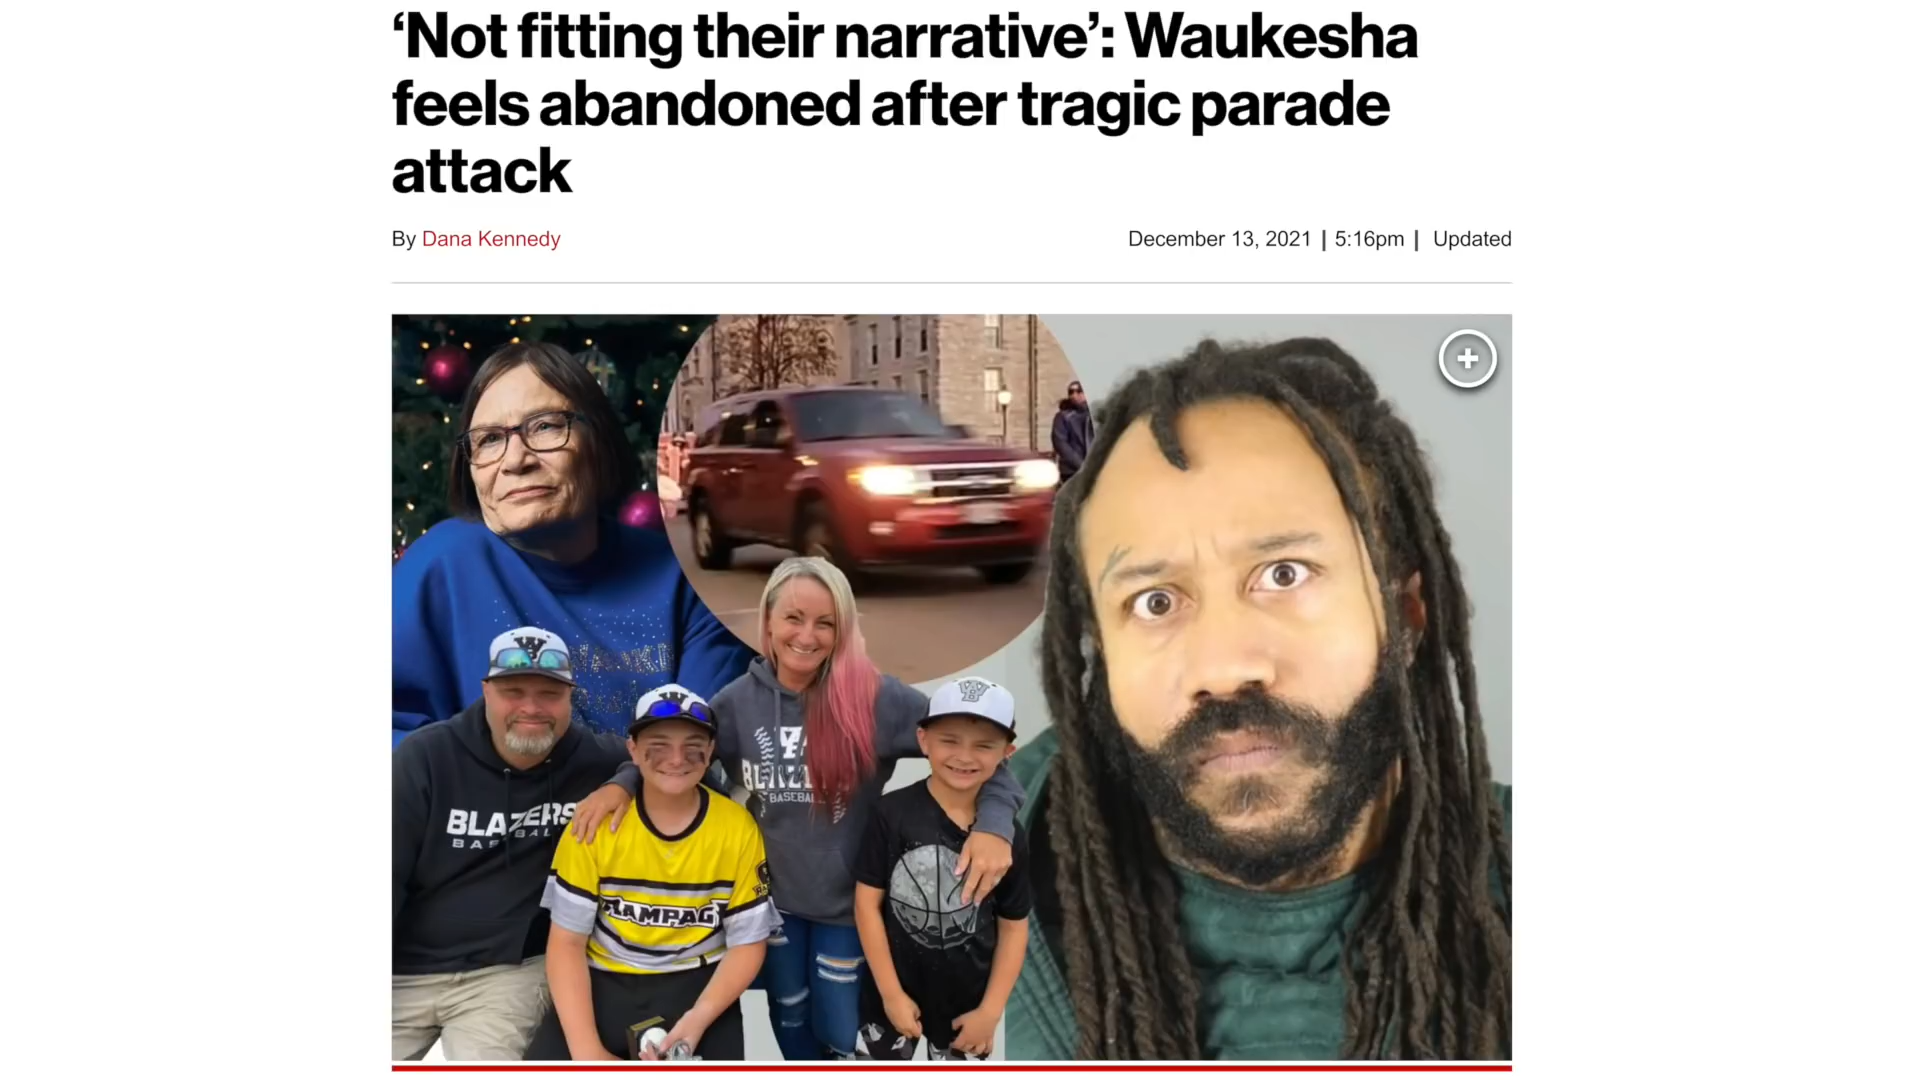 ‘Not fitting their narrative’: Waukesha
feels abandoned after tragic parade
attack
By Dana Kennedy
December 13, 2021 | 5:16pm | Updated
W
W
WB
BLAZERS
BASEBALL
RAMPAGE